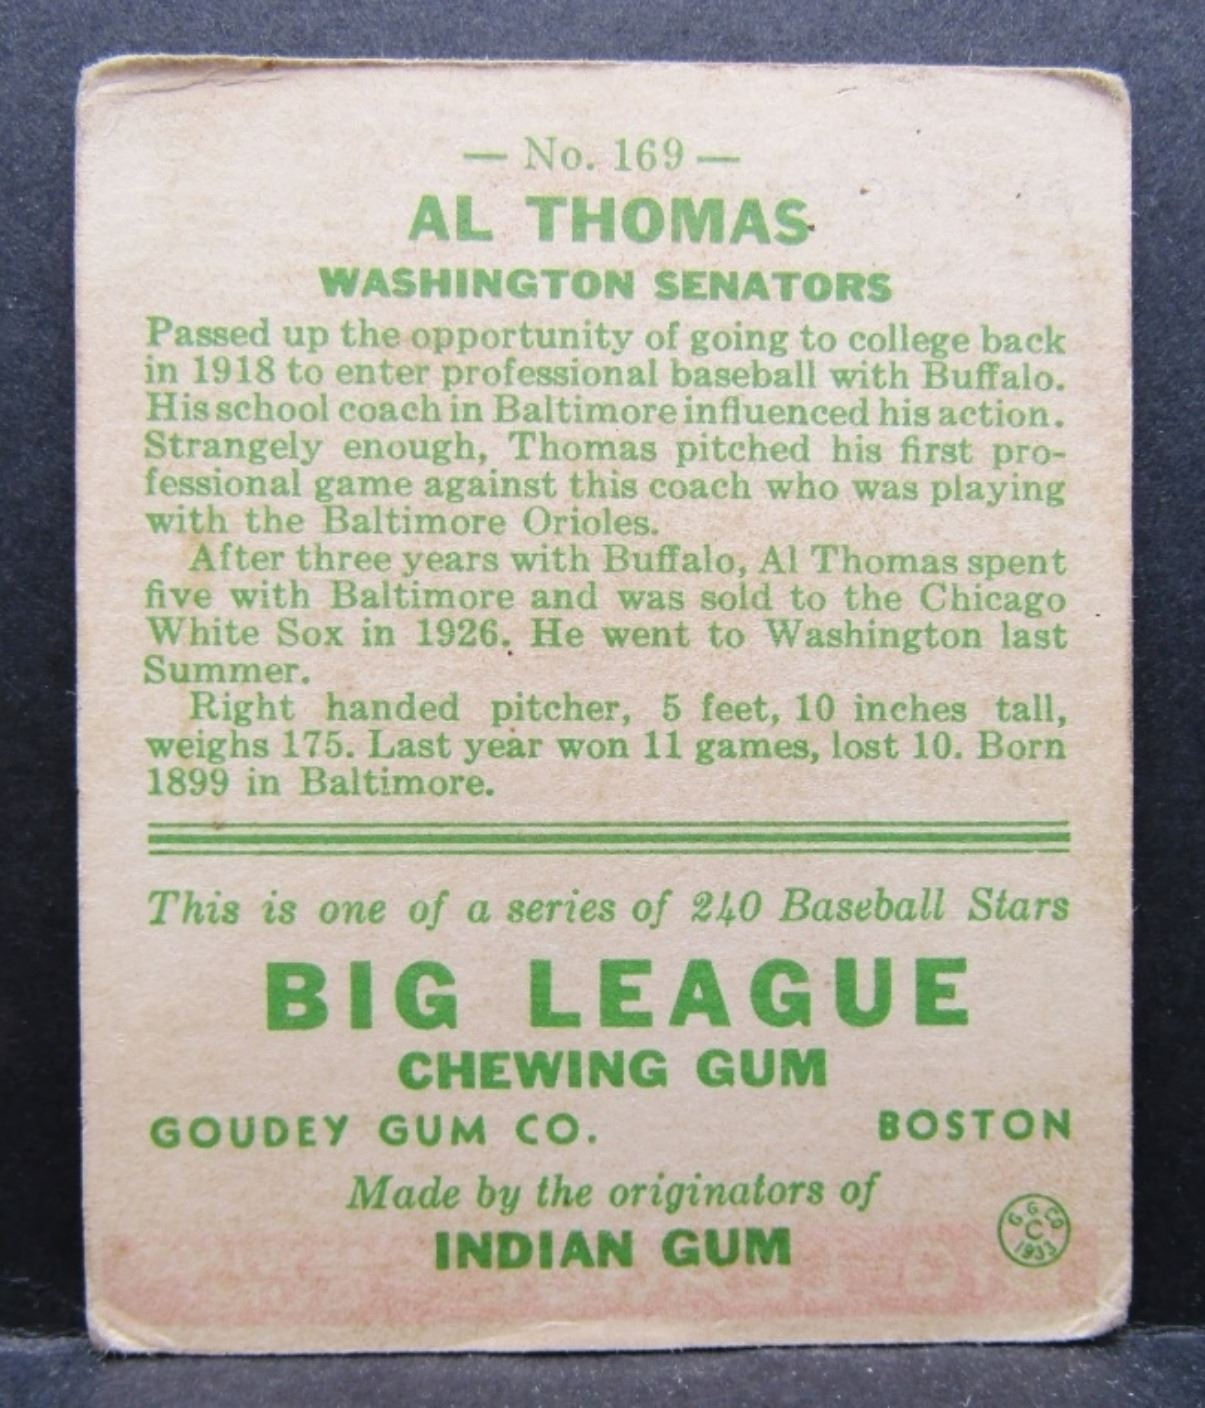 — No. 169 —
AL THOMAS
WASHINGTON SENATORS
Passed up the opportunity of going to college back
in 1918 to enter professional baseball with Buffalo.
His school coach in Baltimore influenced his action.
Strangely enough, Thomas pitched his first pro-
fessional game against this coach who was playing
with the Baltimore Orioles.
After three years with Buffalo, Al Thomas spent
five with Baltimore and was sold to the Chicago
White Sox in 1926. He went to Washington last
Summer.
Right handed pitcher, 5 feet, 10 inches tall,
weighs 175. Last year won 11 games, lost 10. Born
1899 in Baltimore.
This is one of a series of 240 Baseball Stars
BIG LEAGUE
CHEWING GUM
GOUDEY GUM CO. BOSTON
Made by the originators of
INDIAN GUM
G. G. CO.
C
1933